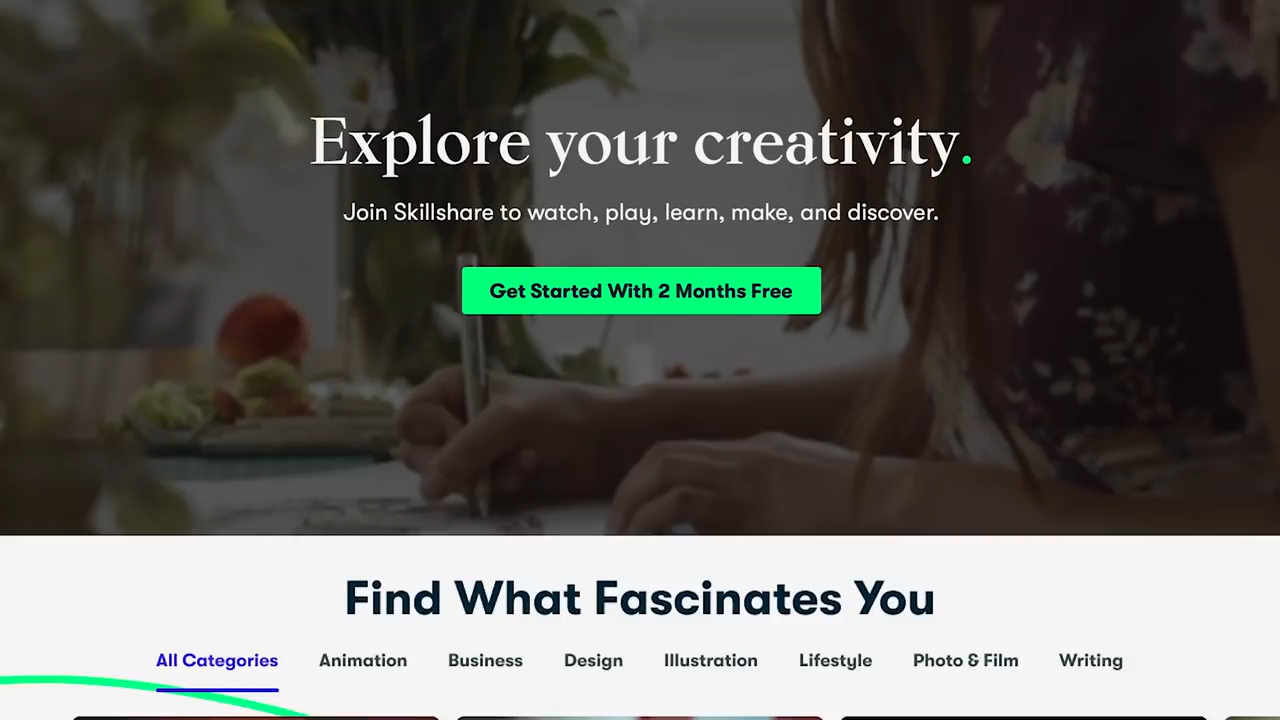 Explore your creativity.
Join Skillshare to watch, play, learn, make, and discover.
Get Started With 2 Months Free
Find What Fascinates You
All Categories Animation Business Design Illustration Lifestyle Photo & Film Writing